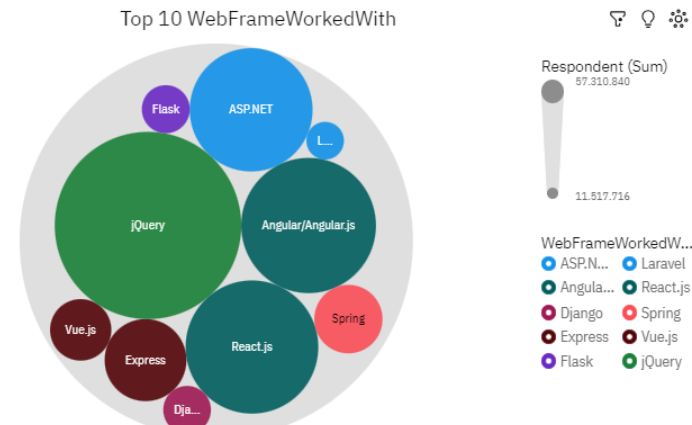 Top 10 WebFrameWorkedWith
Flask
ASP.NET
L...
jQuery
Angular/Angular.js
Vue.js
Express
React.js
Spring
Dja...
Respondent (Sum)
57.310.840
11.517.716
WebFrameWorkedW...
ASP.N...
Laravel
Angula...
React.js
Django
Spring
Express
Vue.js
Flask
jQuery